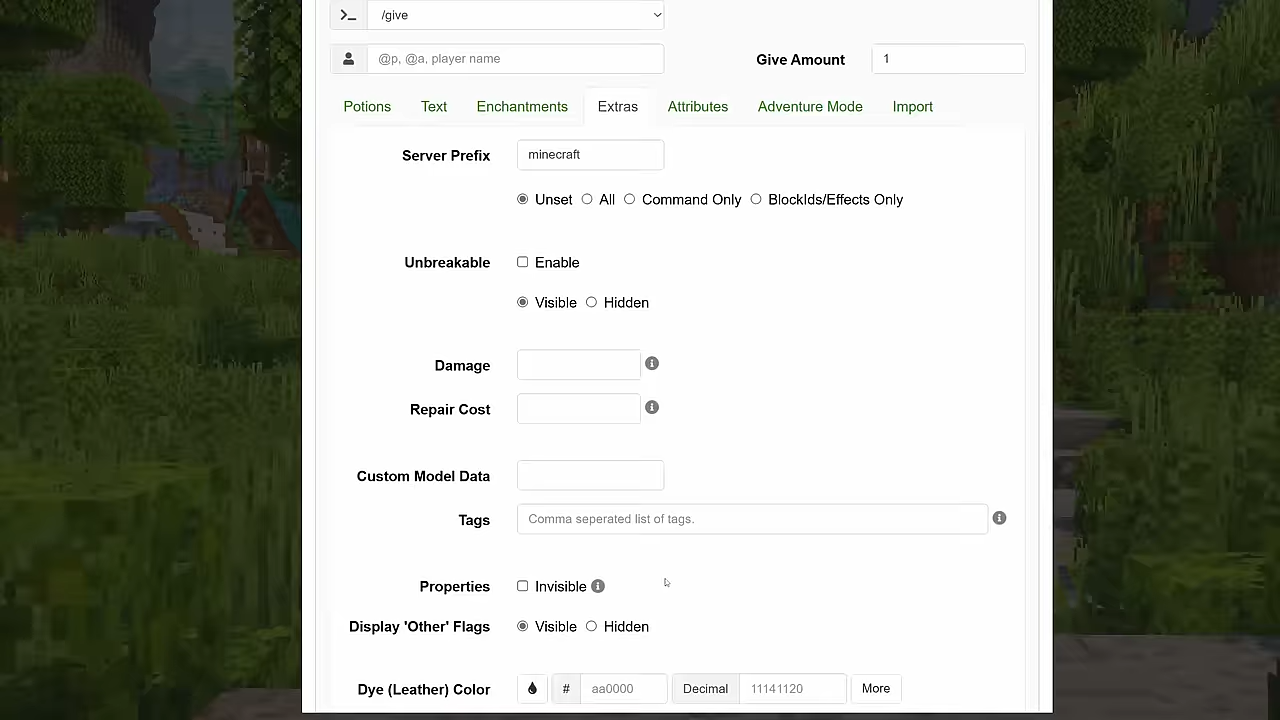 /give
@p, @a, player name
Give Amount 1
Potions Text Enchantments Extras Attributes Adventure Mode Import
Server Prefix minecraft
Unset All Command Only BlockIds/Effects Only
Unbreakable Enable
Visible Hidden
Damage
Repair Cost
Custom Model Data
Tags Comma seperated list of tags.
Properties Invisible
Display 'Other' Flags Visible Hidden
Dye (Leather) Color # aa0000 Decimal 11141120 More